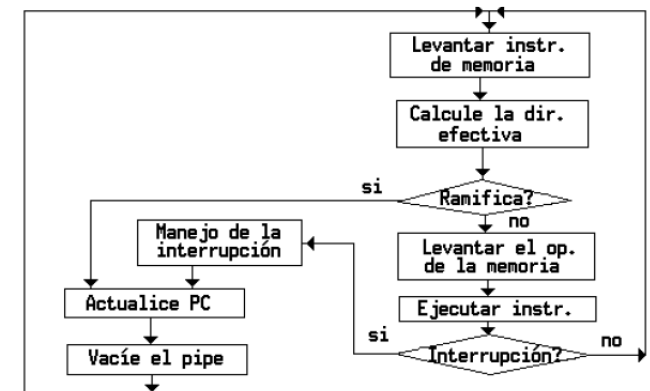 Levantar instr.
de memoria
Calcule la dir.
efectiva
si
Ramifica?
no
Manejo de la
interrupción
Levantar el op.
de la memoria
Actualice PC
Ejecutar instr.
si
Interrupción?
no
Vacíe el pipe